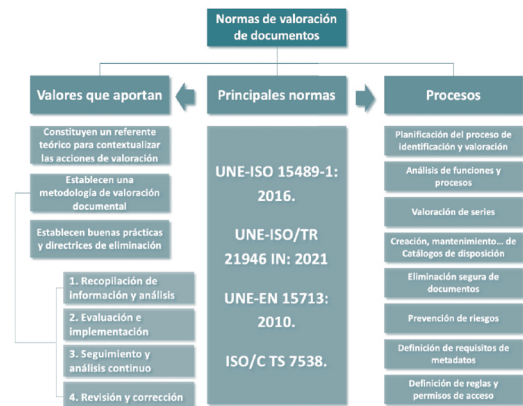 Normas de valoración
de documentos
Valores que aportan
Principales normas
Procesos
Constituyen un referente
teórico para contextualizar
las acciones de valoración
Establecen una
metodología de valoración
documental
Establecen buenas prácticas
y directrices de eliminación
1. Recopilación de
información y análisis
2. Evaluación e
implementación
3. Seguimiento y
análisis continuo
4. Revisión y corrección
UNE-ISO 15489-1:
2016.
UNE-ISO/TR
21946 IN: 2021
UNE-EN 15713:
2010.
ISO/C TS 7538.
Planificación del proceso de
identificación y valoración
Análisis de funciones y
procesos
Valoración de series
Creación, mantenimiento... de
Catálogos de disposición
Eliminación segura de
documentos
Prevención de riesgos
Definición de requisitos de
metadatos
Definición de reglas y
permisos de acceso